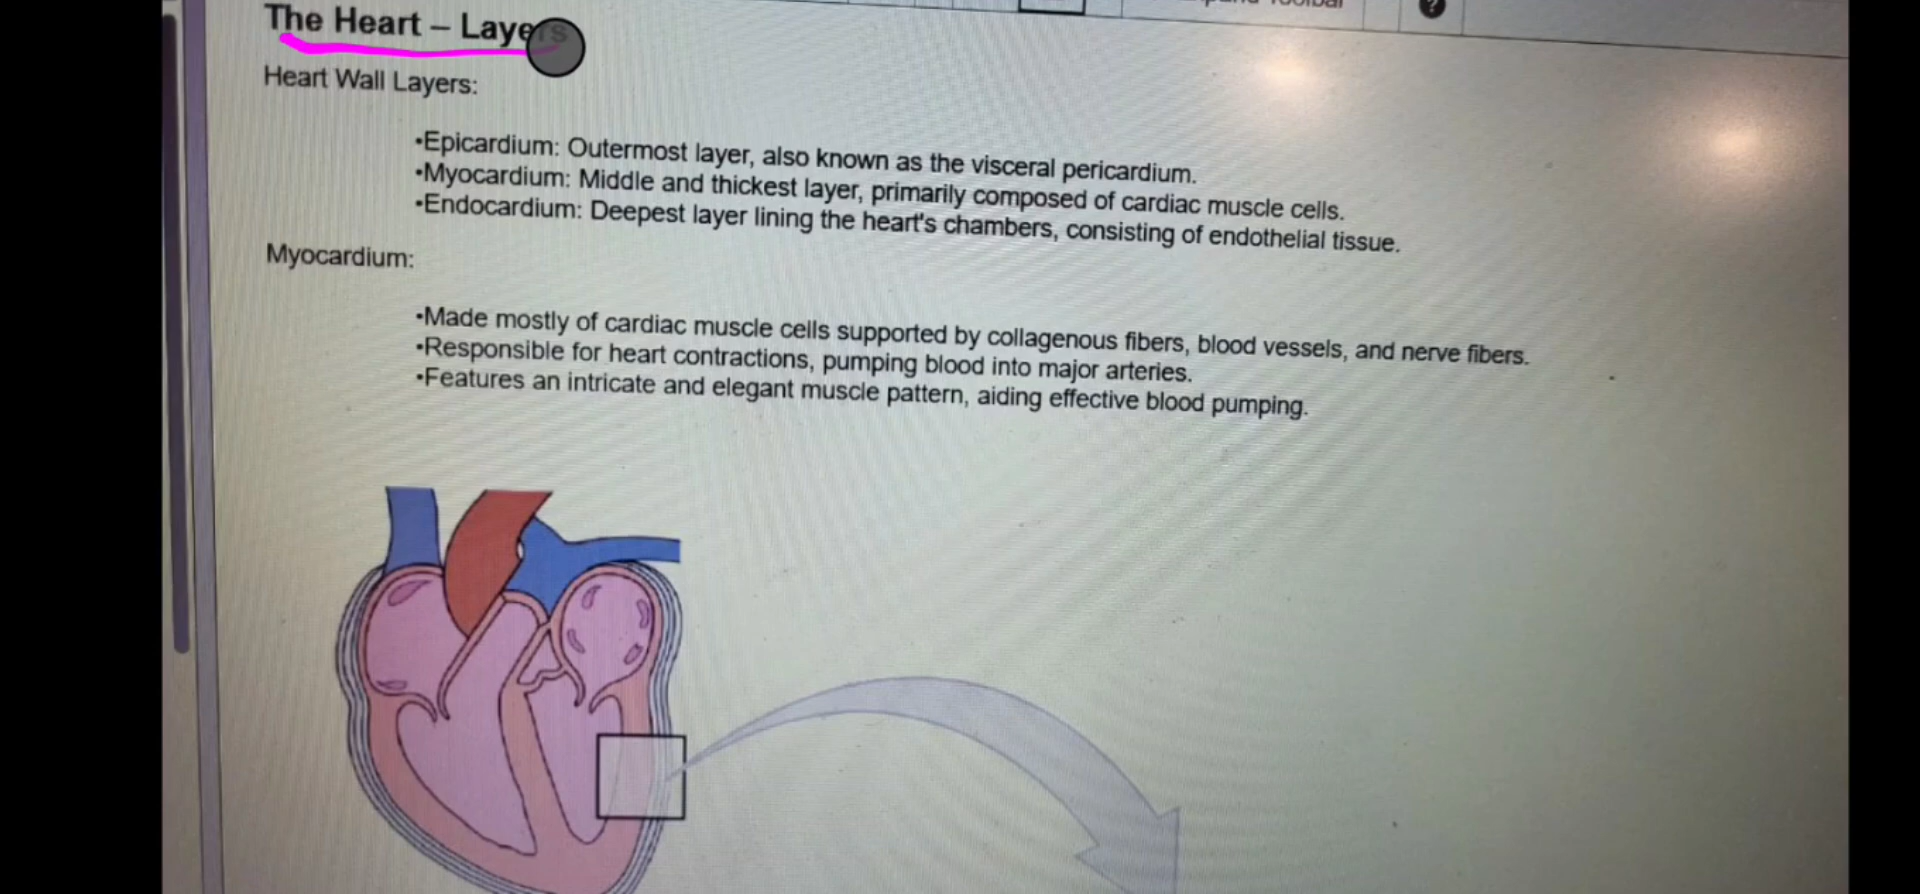 The Heart – Layers
Heart Wall Layers:
•Epicardium: Outermost layer, also known as the visceral pericardium.
•Myocardium: Middle and thickest layer, primarily composed of cardiac muscle cells.
•Endocardium: Deepest layer lining the heart's chambers, consisting of endothelial tissue.
Myocardium:
•Made mostly of cardiac muscle cells supported by collagenous fibers, blood vessels, and nerve fibers.
•Responsible for heart contractions, pumping blood into major arteries.
•Features an intricate and elegant muscle pattern, aiding effective blood pumping.